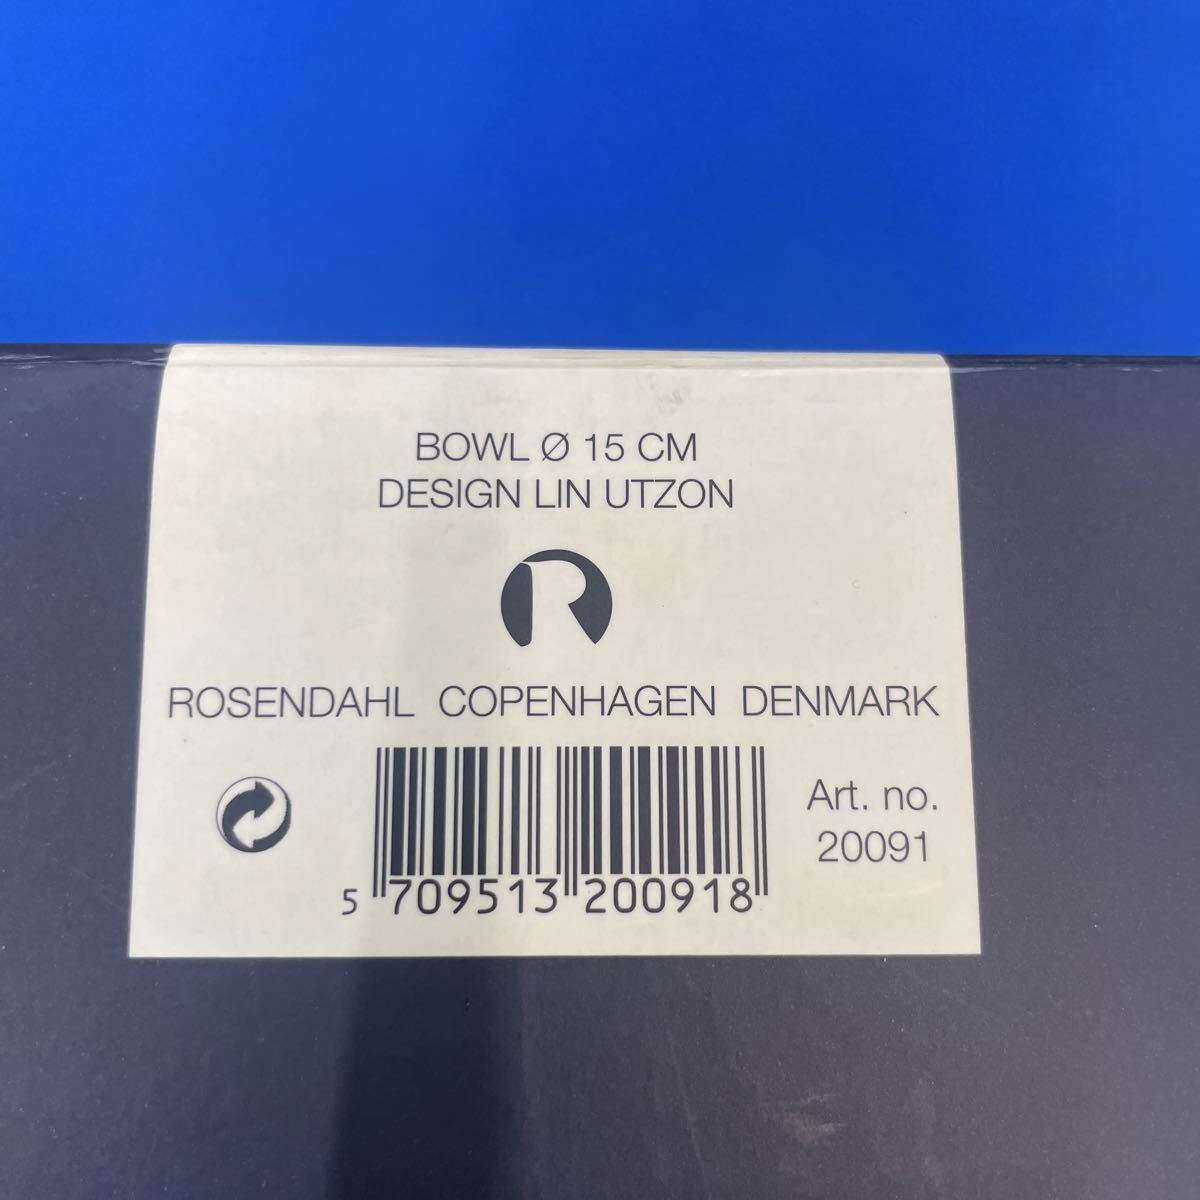 BOWL Ø 15 CM
DESIGN LIN UTZON
R
ROSENDAHL COPENHAGEN DENMARK
Art. no.
20091
5 709513 200918